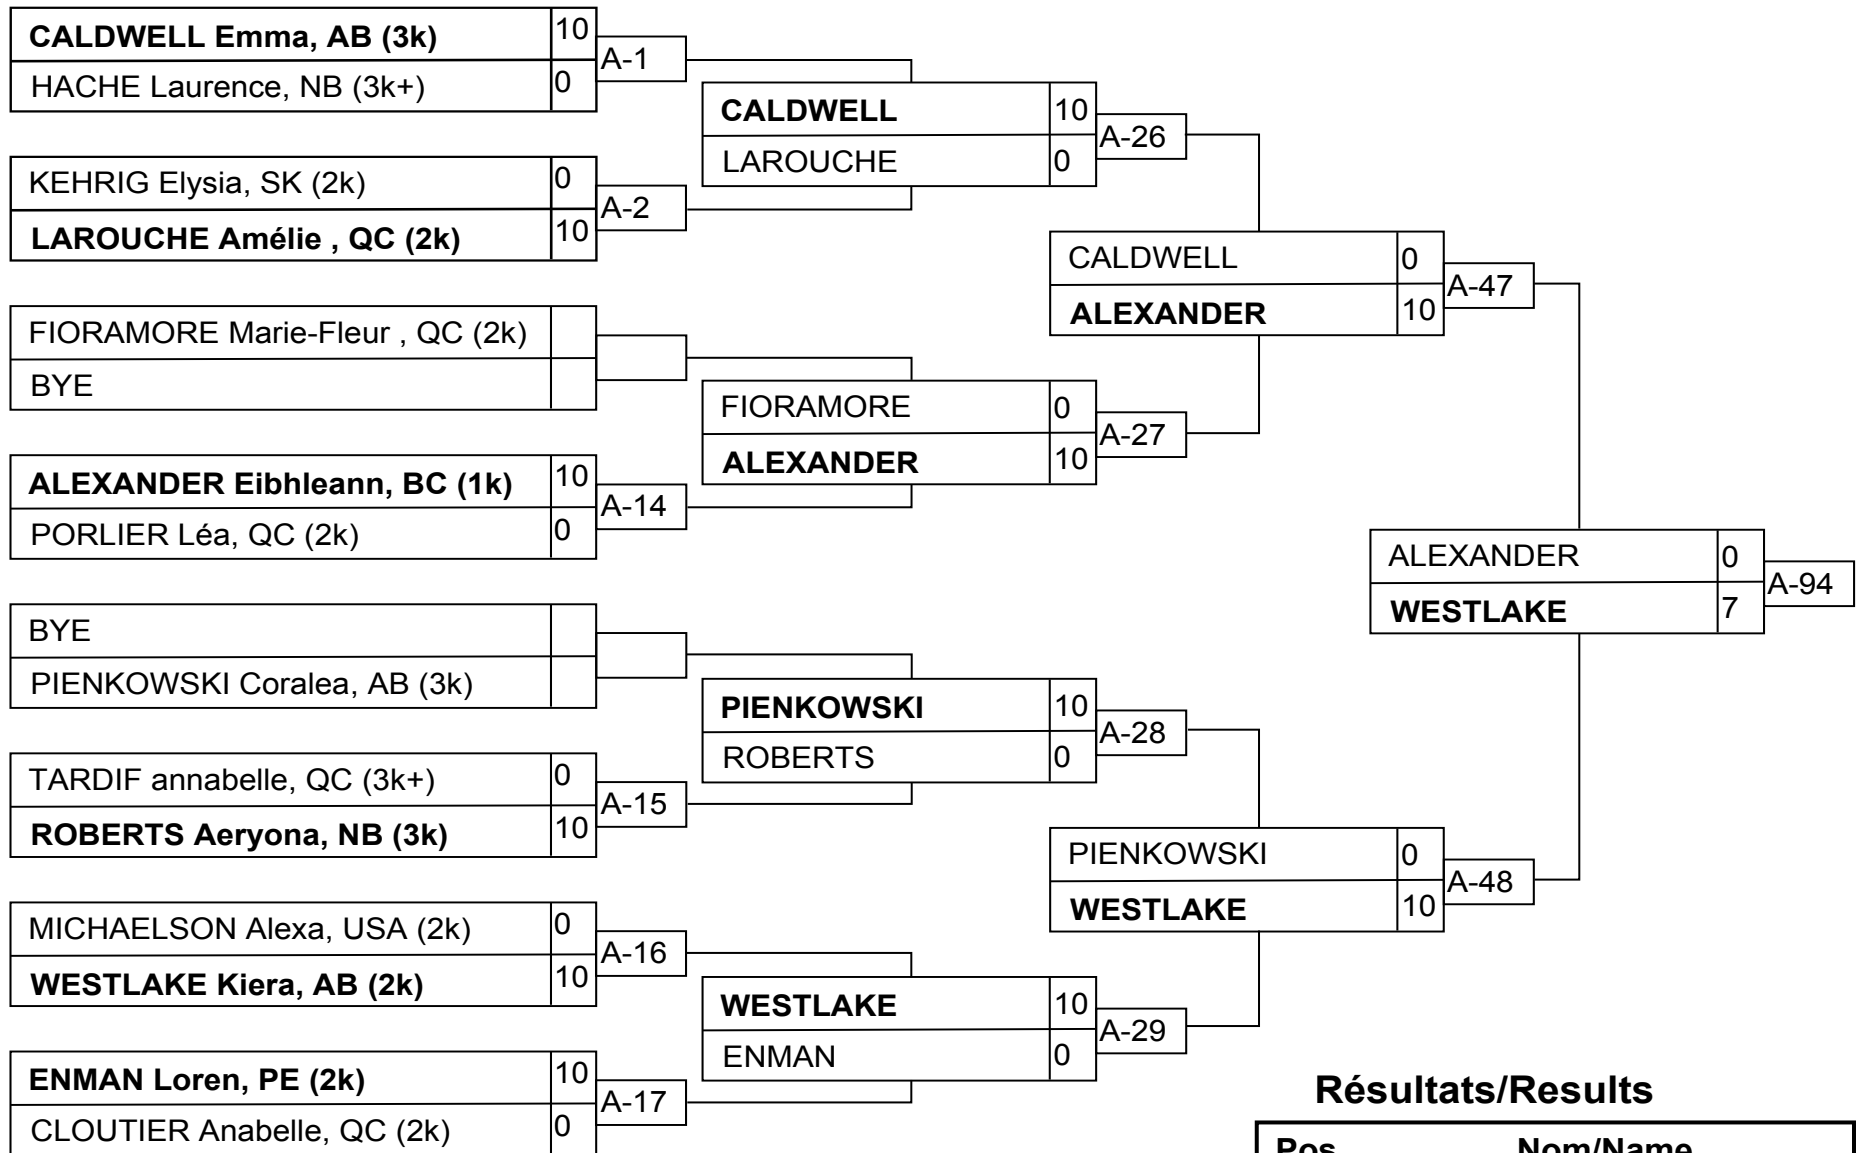 CALDWELL Emma, AB (3k) 10
HACHE Laurence, NB (3k+) 0
A-1
KEHRIG Elysia, SK (2k) 0
LAROUCHE Amélie , QC (2k) 10
A-2
FIORAMORE Marie-Fleur , QC (2k)
BYE
ALEXANDER Eibhleann, BC (1k) 10
PORLIER Léa, QC (2k) 0
A-14
BYE
PIENKOWSKI Coralea, AB (3k)
TARDIF annabelle, QC (3k+) 0
ROBERTS Aeryona, NB (3k) 10
A-15
MICHAELSON Alexa, USA (2k) 0
WESTLAKE Kiera, AB (2k) 10
A-16
ENMAN Loren, PE (2k) 10
CLOUTIER Anabelle, QC (2k) 0
A-17
CALDWELL 10
LAROUCHE 0
A-26
FIORAMORE 0
ALEXANDER 10
A-27
PIENKOWSKI 10
ROBERTS 0
A-28
WESTLAKE 10
ENMAN 0
A-29
CALDWELL 0
ALEXANDER 10
A-47
PIENKOWSKI 0
WESTLAKE 10
A-48
ALEXANDER 0
WESTLAKE 7
A-94
Résultats/Results
Pos Nom/Name